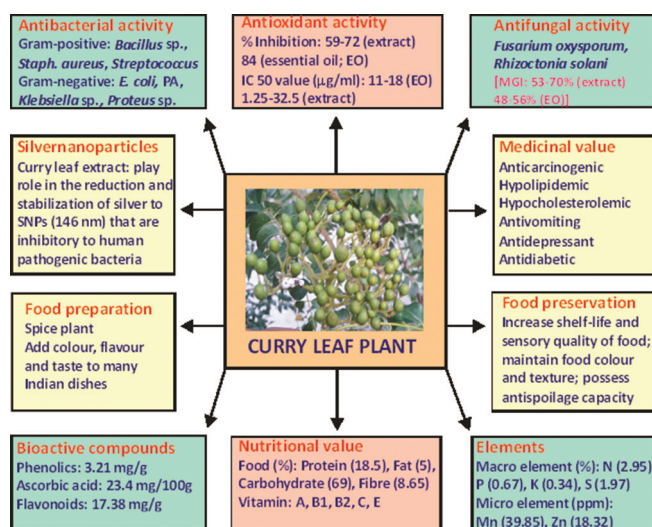 Antibacterial activity
Gram-positive: Bacillus sp.,
Staph. aureus, Streptococcus
Gram-negative: E. coli, PA,
Klebsiella sp., Proteus sp.
Antioxidant activity
% Inhibition: 59-72 (extract)
84 (essential oil; EO)
IC 50 value (µg/ml): 11-18 (EO)
1.25-32.5 (extract)
Antifungal activity
Fusarium oxysporum,
Rhizoctonia solani
[MGI: 53-70% (extract)
48-56% (EO)]
Silvernanoparticles
Curry leaf extract: play
role in the reduction and
stabilization of silver to
SNPs (146 nm) that are
inhibitory to human
pathogenic bacteria
Medicinal value
Anticarcinogenic
Hypolipidemic
Hypocholesterolemic
Antivomiting
Antidepressant
Antidiabetic
Food preparation
Spice plant
Add colour, flavour
and taste to many
Indian dishes
CURRY LEAF PLANT
Food preservation
Increase shelf-life and
sensory quality of food;
maintain food colour
and texture; possess
antispoilage capacity
Bioactive compounds
Phenolics: 3.21 mg/g
Ascorbic acid: 23.4 mg/100g
Flavonoids: 17.38 mg/g
Nutritional value
Food (%): Protein (18.5), Fat (5),
Carbohydrate (69), Fibre (8.65)
Vitamin: A, B1, B2, C, E
Elements
Macro element (%): N (2.95)
P (0.67), K (0.34), S (1.97)
Micro element (ppm):
Mn (39.85), Zn (18.32)